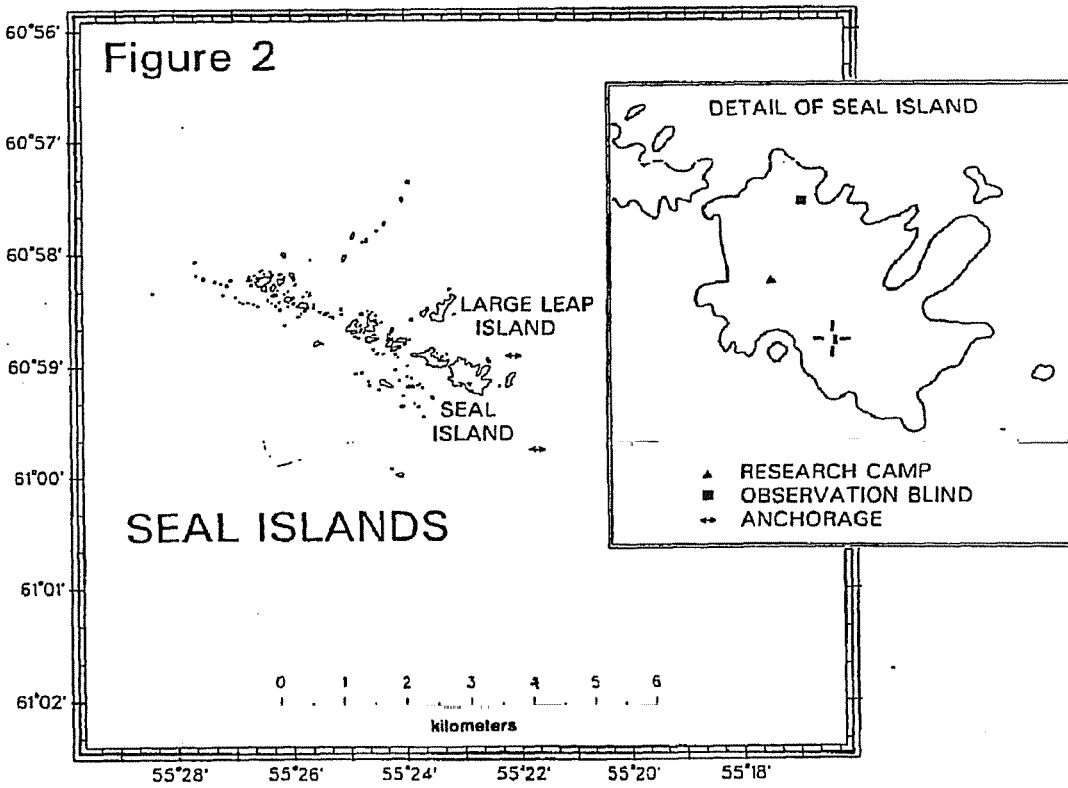 Figure 2
60°56'
60°57'
60°58'
60°59'
61°00'
61°01'
61°02'
LARGE LEAP
ISLAND
SEAL
ISLAND
SEAL ISLANDS
0 1 2 3 4 5 6
kilometers
55°28' 55°26' 55°24' 55°22' 55°20' 55°18'
DETAIL OF SEAL ISLAND
RESEARCH CAMP
OBSERVATION BLIND
ANCHORAGE